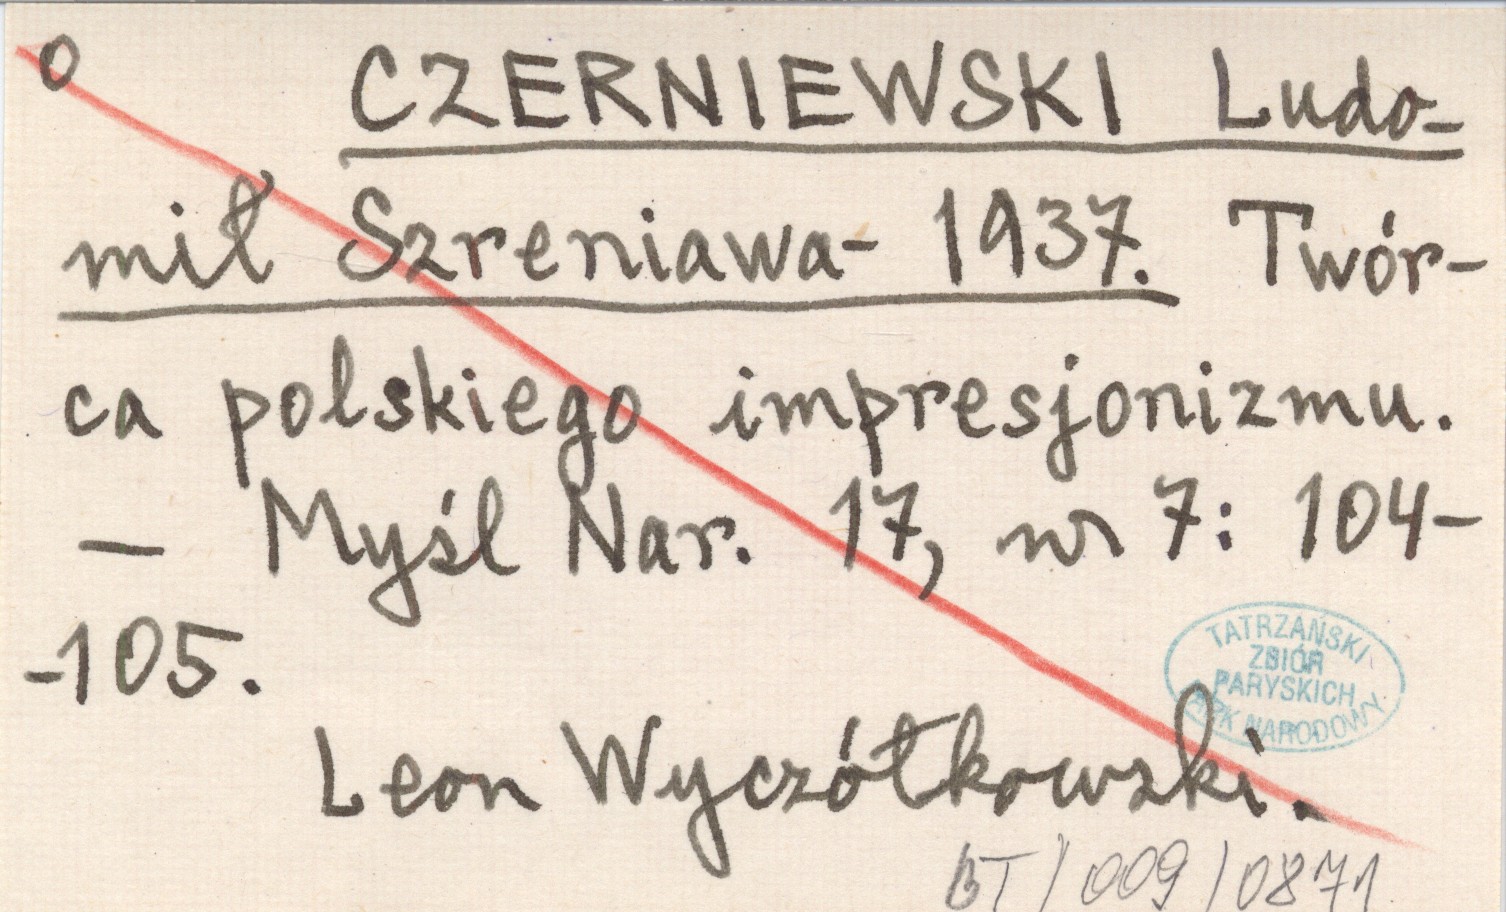 o CZERNIEWSKI Ludo-
mił Szreniawa- 1937. Twór-
ca polskiego impresjonizmu.
— Myśl Nar. 17, nr 7: 104-
-105.
TATRZAŃSKI
ZBIÓR
PARYSKICH
PARK NARODOWY
Leon Wyczółkowski.
BT/009/0871